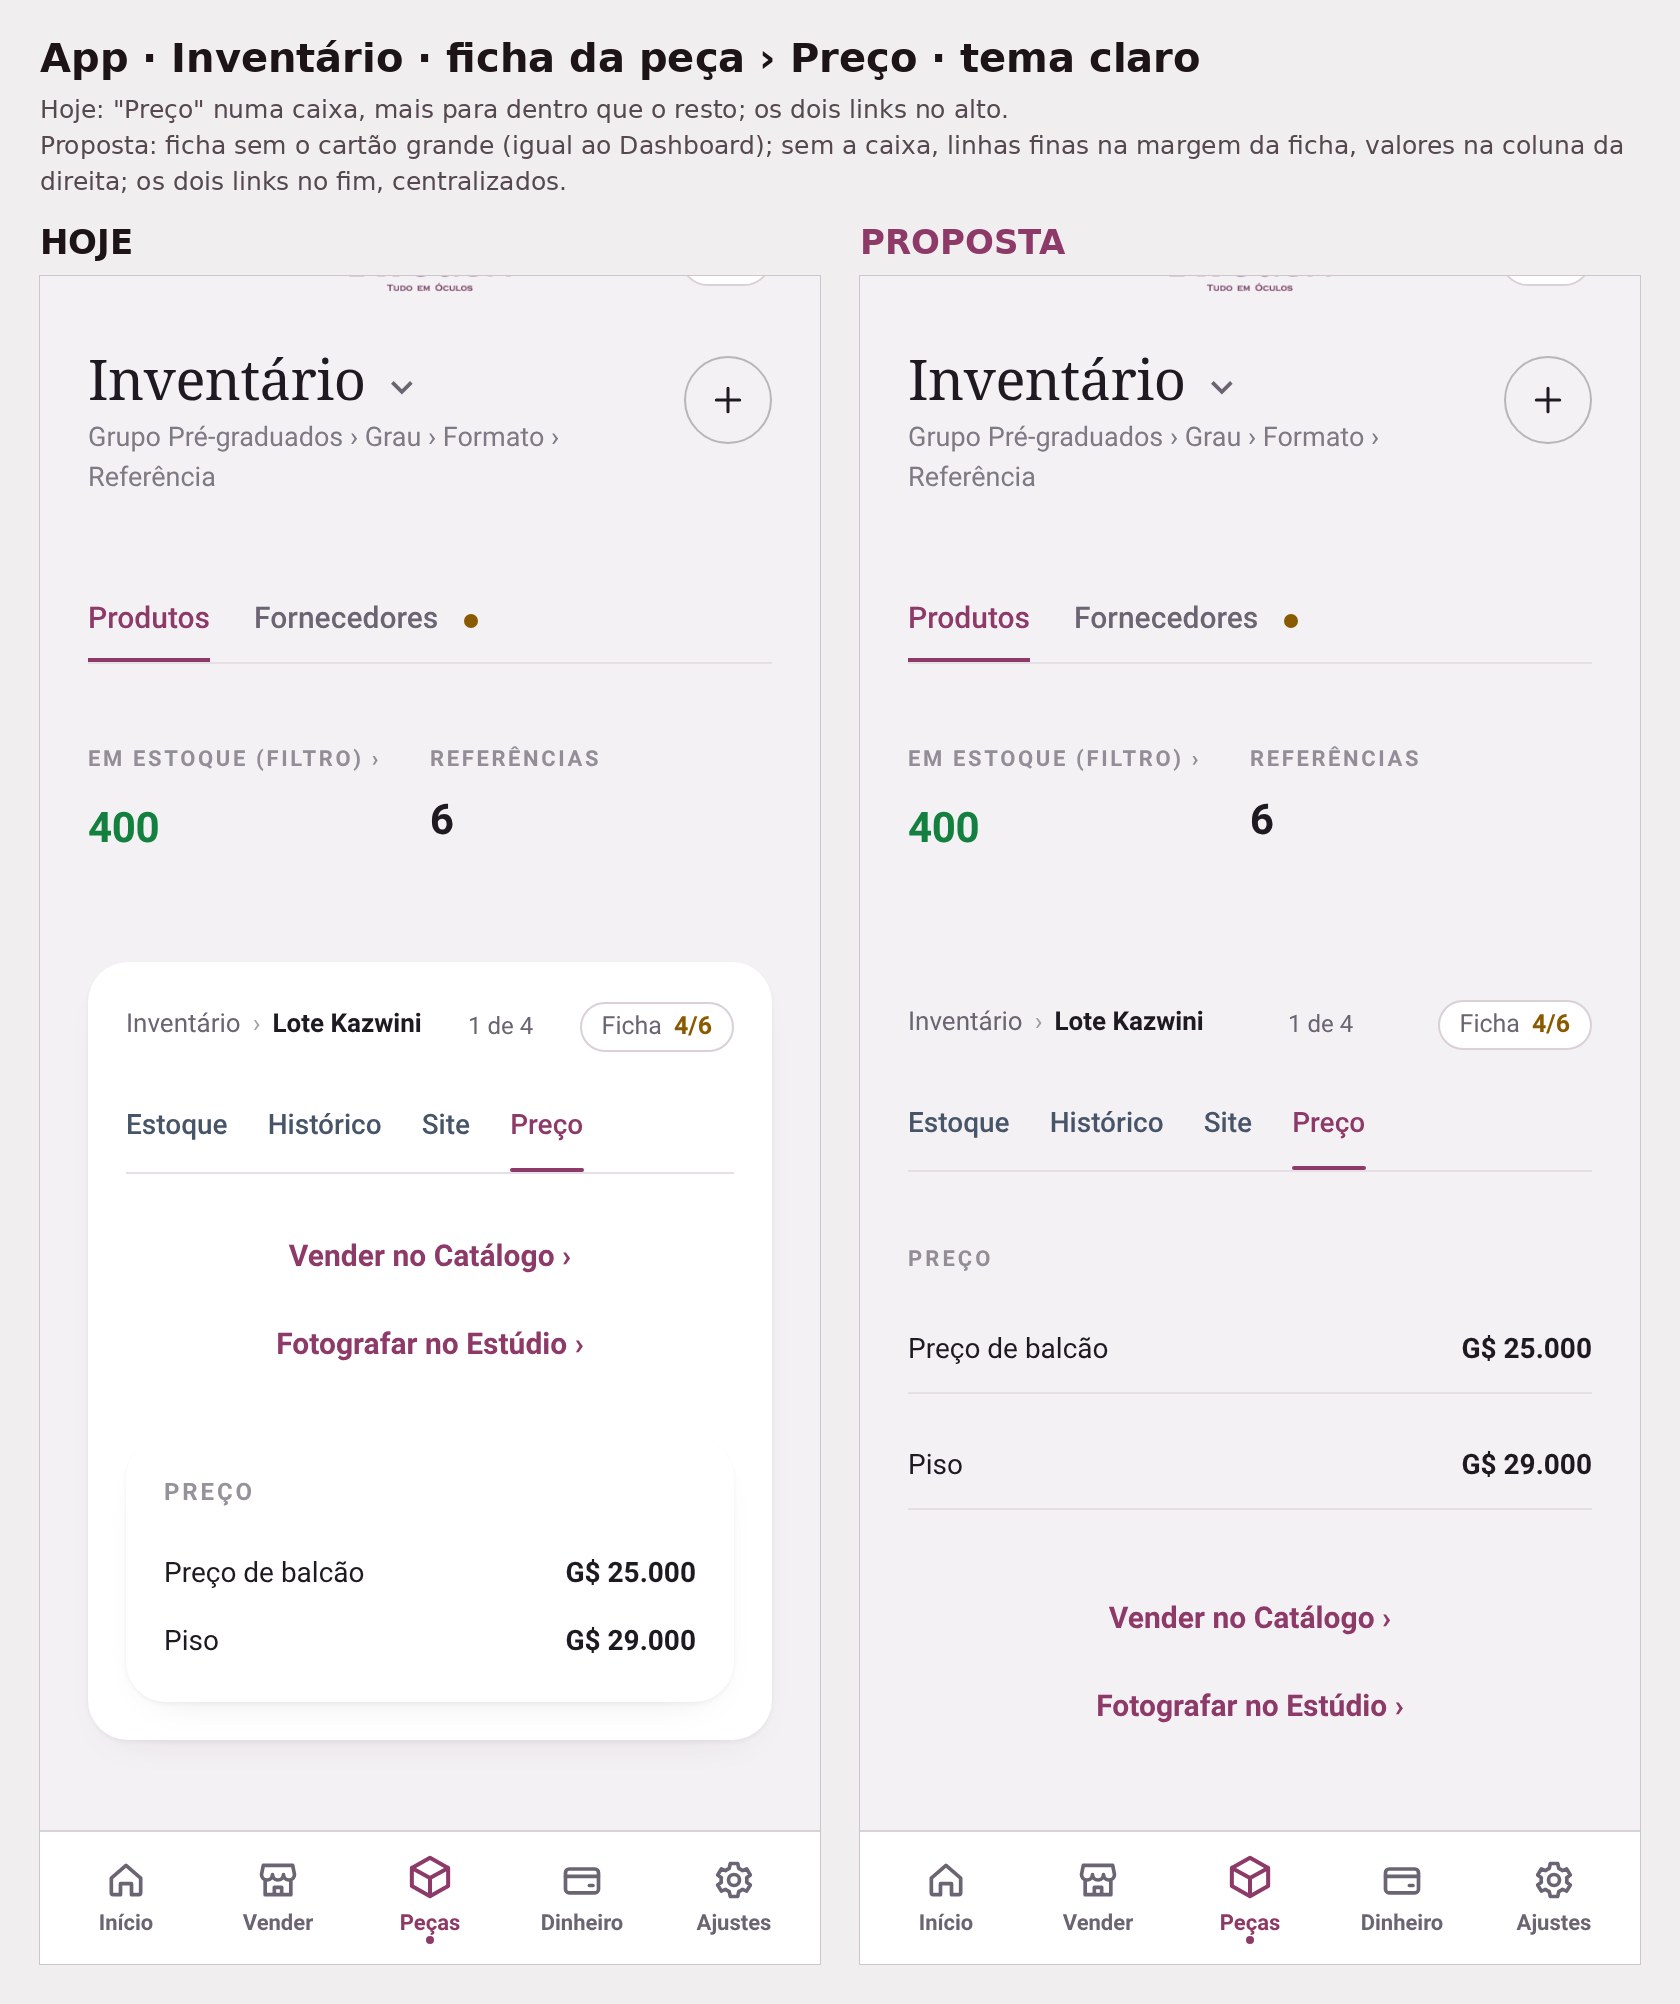 App · Inventário · ficha da peça › Preço · tema claro
Hoje: "Preço" numa caixa, mais para dentro que o resto; os dois links no alto.
Proposta: ficha sem o cartão grande (igual ao Dashboard); sem a caixa, linhas finas na margem da ficha, valores na coluna da
direita; os dois links no fim, centralizados.
HOJE
TUDO EM ÓCULOS
Inventário
Grupo Pré-graduados › Grau › Formato ›
Referência
Produtos Fornecedores
EM ESTOQUE (FILTRO) › REFERÊNCIAS
400 6
Inventário › Lote Kazwini 1 de 4 Ficha 4/6
Estoque Histórico Site Preço
Vender no Catálogo ›
Fotografar no Estúdio ›
PREÇO
Preço de balcão G$ 25.000
Piso G$ 29.000
Início Vender Peças Dinheiro Ajustes
PROPOSTA
TUDO EM ÓCULOS
Inventário
Grupo Pré-graduados › Grau › Formato ›
Referência
Produtos Fornecedores
EM ESTOQUE (FILTRO) › REFERÊNCIAS
400 6
Inventário › Lote Kazwini 1 de 4 Ficha 4/6
Estoque Histórico Site Preço
PREÇO
Preço de balcão G$ 25.000
Piso G$ 29.000
Vender no Catálogo ›
Fotografar no Estúdio ›
Início Vender Peças Dinheiro Ajustes